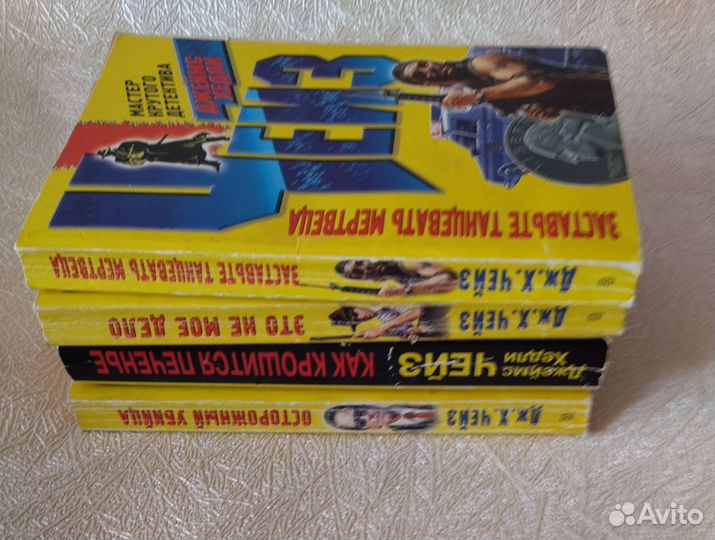 МАСТЕР
КРУТОГО
ДЕТЕКТИВА
ДЖЕЙМС
ХЕДЛИ
ЧЕЙЗ
ЗАСТАВЬТЕ ТАНЦЕВАТЬ МЕРТВЕЦА
Дж. Х. ЧЕЙЗ
ЗАСТАВЬТЕ ТАНЦЕВАТЬ МЕРТВЕЦА
Дж. Х. ЧЕЙЗ
ЭТО НЕ МОЕ ДЕЛО
Джеймс
Хедли
ЧЕЙЗ
КАК КРОШИТСЯ ПЕЧЕНЬЕ
Дж. Х. ЧЕЙЗ
ОСТОРОЖНЫЙ УБИЙЦА
Avito